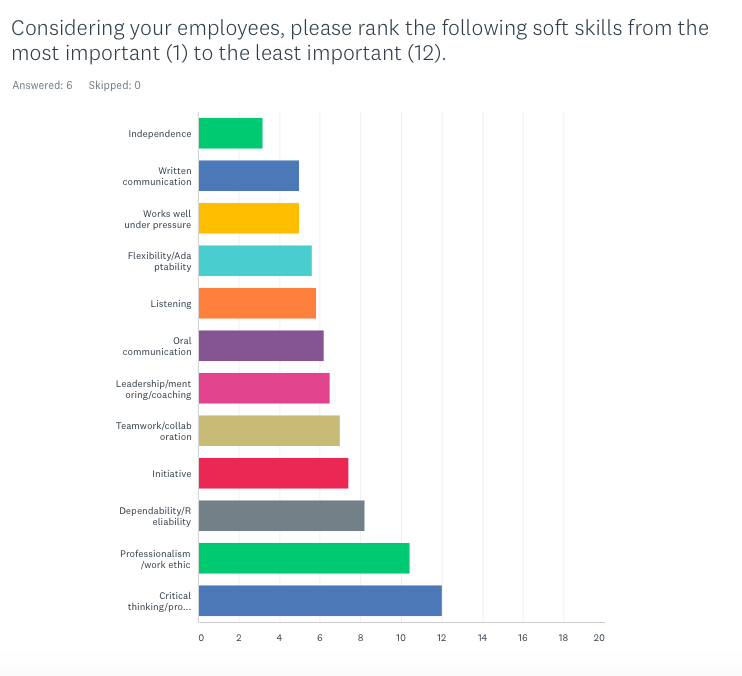 Considering your employees, please rank the following soft skills from the
most important (1) to the least important (12).
Answered: 6 Skipped: 0
Independence
Written
communication
Works well
under pressure
Flexibility/Ada
ptability
Listening
Oral
communication
Leadership/ment
oring/coaching
Teamwork/collab
oration
Initiative
Dependability/R
eliability
Professionalism
/work ethic
Critical
thinking/pro...
0 2 4 6 8 10 12 14 16 18 20